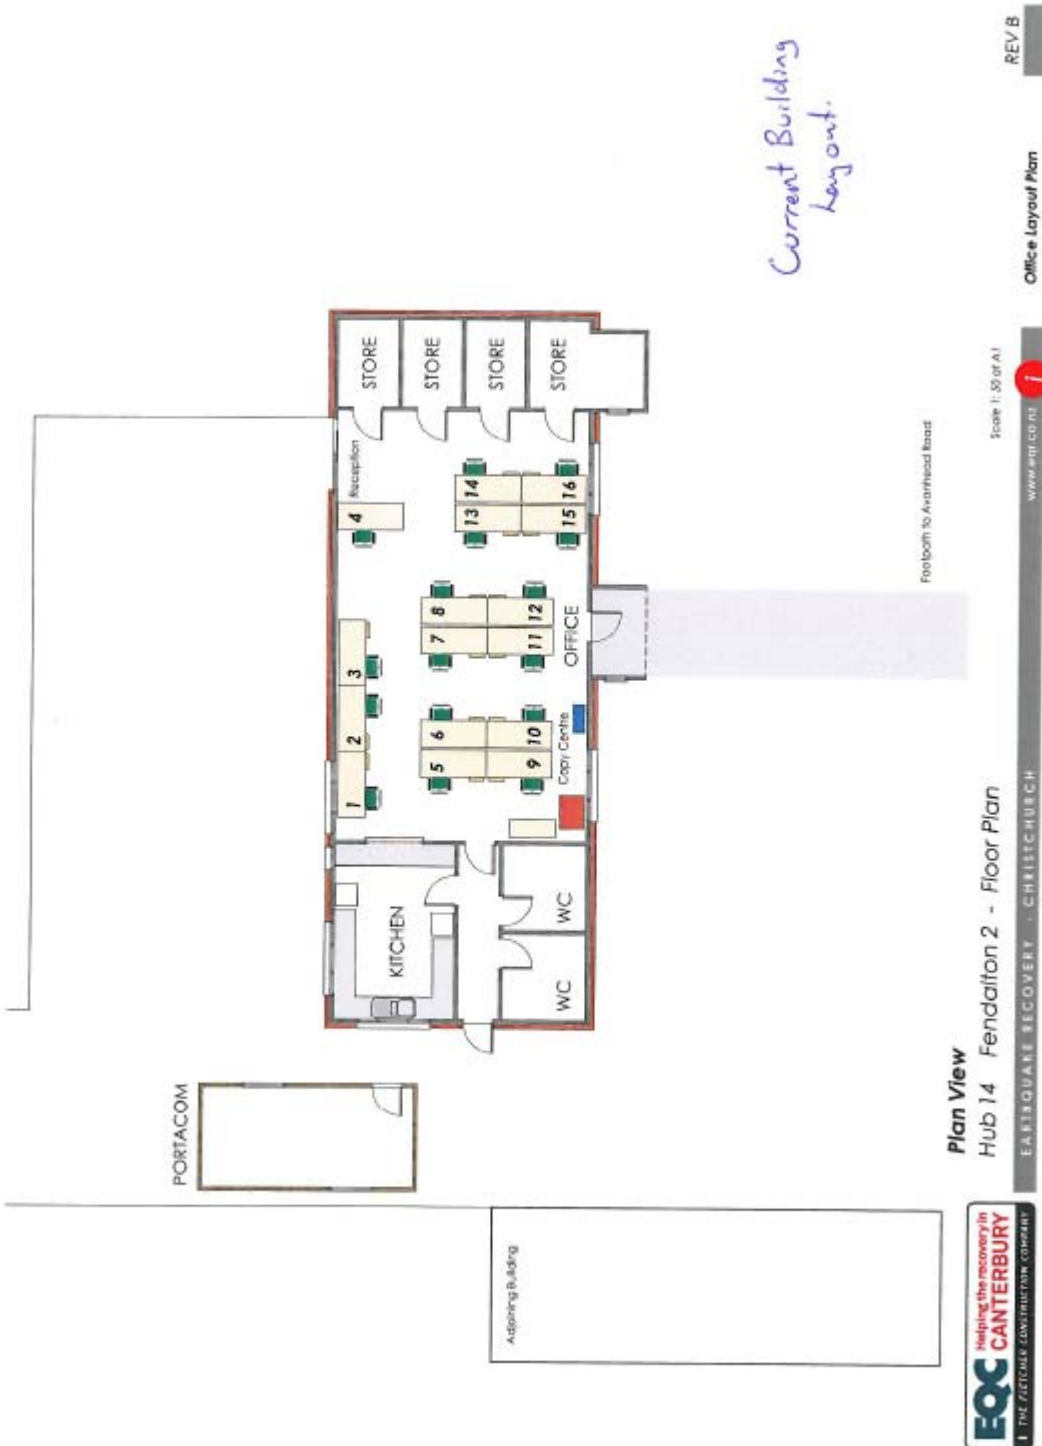 PORTACOM
Adjoining Building
KITCHEN
WC
WC
1
2
3
4
Reception
5
6
7
8
9
10
11
12
13
14
15
16
Copy Centre
OFFICE
STORE
STORE
STORE
STORE
Current Building
Layout.
Footpath to Avonhead Road
Plan View
Hub 14 Fendalton 2 - Floor Plan
Scale 1: 50 at A1
EQC Helping the recovery in
CANTERBURY
THE FLETCHER CONSTRUCTION COMPANY
EARTHQUAKE RECOVERY - CHRISTCHURCH
www.eqr.co.nz
i
Office Layout Plan
REV B